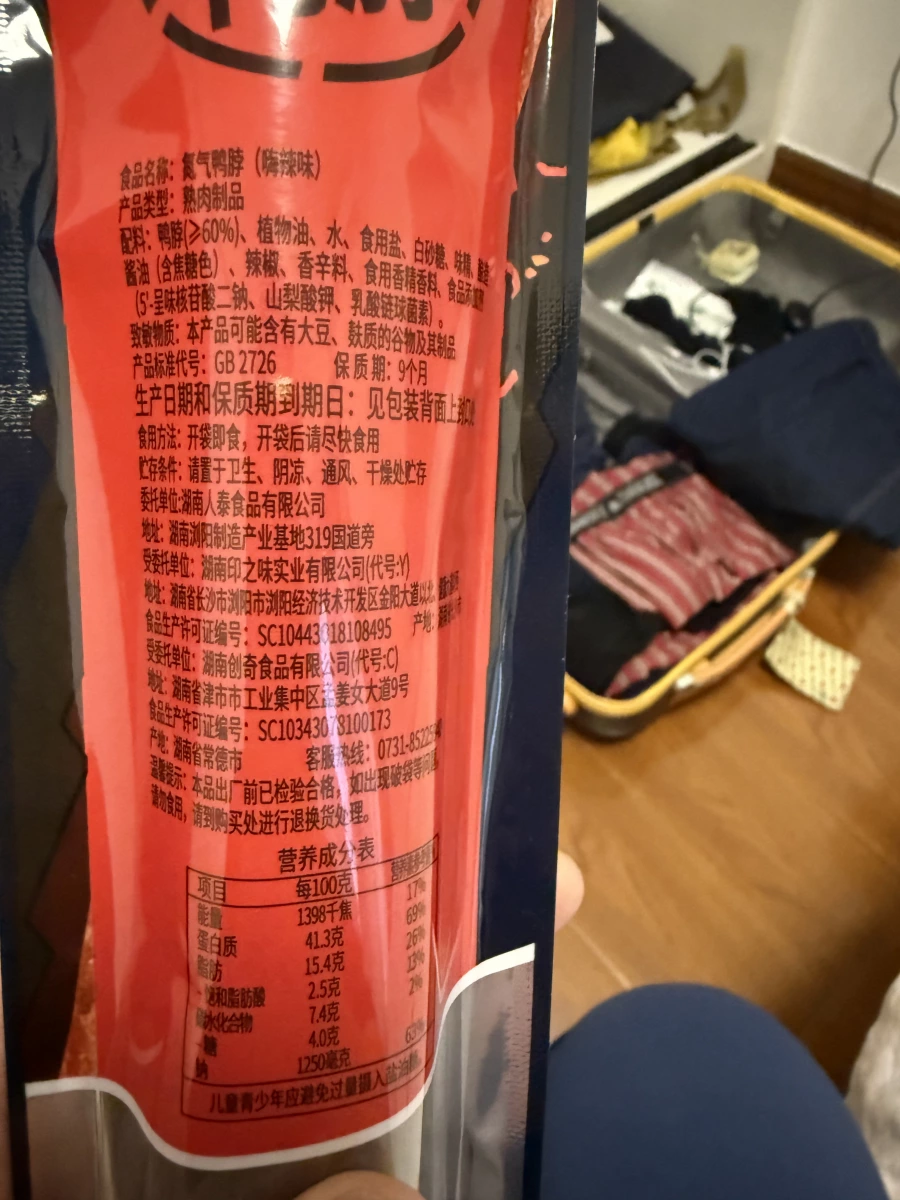 食品名称：氮气鸭脖（嗨辣味）
产品类型：熟肉制品
配料：鸭脖(≥60%)、植物油、水、食用盐、白砂糖、味精、
酱油（含焦糖色）、辣椒、香辛料、食用香精香料、食品添加剂
(5'-呈味核苷酸二钠、山梨酸钾、乳酸链球菌素）。
致敏物质：本产品可能含有大豆、麸质的谷物及其制品
产品标准代号：GB 2726 保质期：9个月
生产日期和保质期到期日：见包装背面上封口处
食用方法：开袋即食，开袋后请尽快食用
贮存条件：请置于卫生、阴凉、通风、干燥处贮存
委托单位:湖南人泰食品有限公司
地址：湖南浏阳制造产业基地319国道旁
受委托单位：湖南印之味实业有限公司(代号:Y)
地址：湖南省长沙市浏阳市浏阳经济技术开发区金阳大道以北、
食品生产许可证编号：SC10443018108495 产地：
受委托单位：湖南创奇食品有限公司(代号:C)
地址：湖南省津市市工业集中区孟姜女大道9号
食品生产许可证编号：SC10343078100173
产地：湖南省常德市 客服热线：0731-85225
温馨提示：本品出厂前已检验合格，如出现破袋等问题，
请勿食用，请到购买处进行退换货处理。
营养成分表
项目 每100克
能量 1398千焦 17%
蛋白质 41.3克 69%
脂肪 15.4克 26%
-饱和脂肪酸 2.5克 13%
碳水化合物 7.4克 2%
-糖 4.0克
钠 1250毫克 63%
儿童青少年应避免过量摄入盐油糖